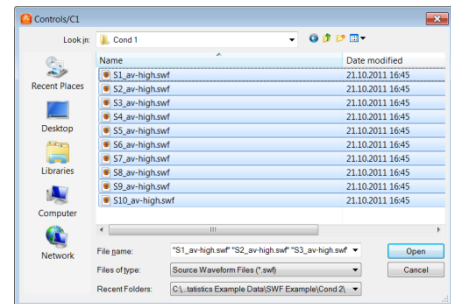 Controls/C1
Look in: Cond 1
Name Date modified
S1_av-high.swf 21.10.2011 16:45
S2_av-high.swf 21.10.2011 16:45
S3_av-high.swf 21.10.2011 16:45
S4_av-high.swf 21.10.2011 16:45
S5_av-high.swf 21.10.2011 16:45
S6_av-high.swf 21.10.2011 16:45
S7_av-high.swf 21.10.2011 16:45
S8_av-high.swf 21.10.2011 16:45
S9_av-high.swf 21.10.2011 16:45
S10_av-high.swf 21.10.2011 16:45
Recent Places
Desktop
Libraries
Computer
Network
File name: "S1_av-high.swf" "S2_av-high.swf" "S3_av-high.swf Open
Files of type: Source Waveform Files (*.swf) Cancel
Recent Folders: C:\...tatistics Example Data\SWF Example\Cond 2\